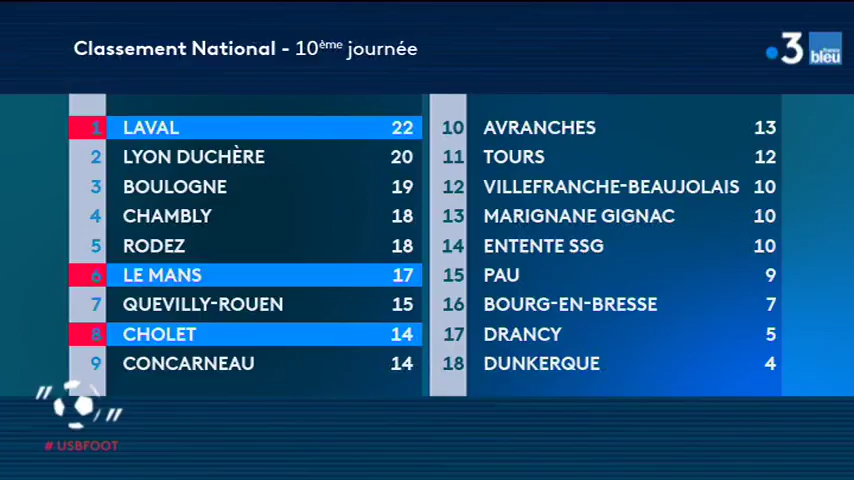 Classement National - 10ème journée
3
france
bleu
1 LAVAL 22
2 LYON DUCHÈRE 20
3 BOULOGNE 19
4 CHAMBLY 18
5 RODEZ 18
6 LE MANS 17
7 QUEVILLY-ROUEN 15
8 CHOLET 14
9 CONCARNEAU 14
10 AVRANCHES 13
11 TOURS 12
12 VILLEFRANCHE-BEAUJOLAIS 10
13 MARIGNANE GIGNAC 10
14 ENTENTE SSG 10
15 PAU 9
16 BOURG-EN-BRESSE 7
17 DRANCY 5
18 DUNKERQUE 4
# USBFOOT